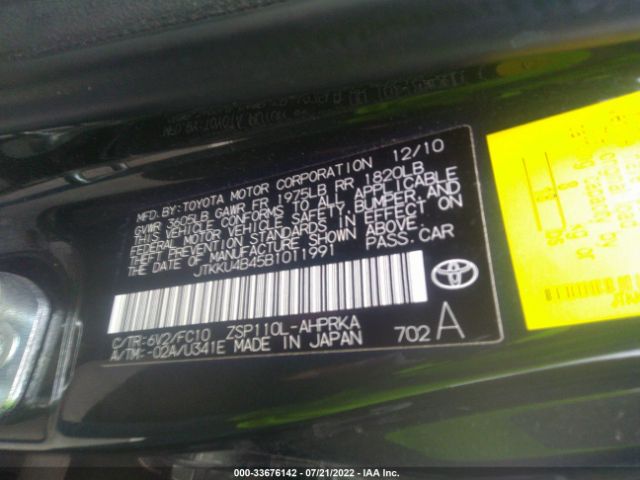 MFD.BY:TOYOTA MOTOR CORPORATION 12/10
GVWR 3605LB GAWR FR 1975LB RR 1820LB
THIS VEHICLE CONFORMS TO ALL APPLICABLE
FEDERAL MOTOR VEHICLE SAFETY, BUMPER, AND
THEFT PREVENTION STANDARDS IN EFFECT ON
THE DATE OF MANUFACTURE SHOWN ABOVE.
JTKKU4B45B1011991 PASS.CAR
C/TR:6V2/FC10 ZSP110L-AHPRKA
A/TM:-02A/U341E MADE IN JAPAN 702 A
000-33676142 - 07/21/2022 - IAA Inc.